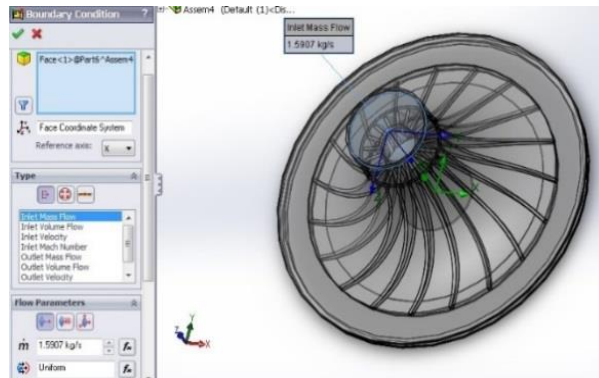 Boundary Condition ?
Assem4 (Default (1)<Dis...
Face<1>@Part6^Assem4
Face Coordinate System
Reference axis: X
Type
Inlet Mass Flow
Inlet Volume Flow
Inlet Velocity
Inlet Mach Number
Outlet Mass Flow
Outlet Volume Flow
Outlet Velocity
Flow Parameters
ṁ 1.5907 kg/s
Uniform
Inlet Mass Flow
1.5907 kg/s
Y
Z X